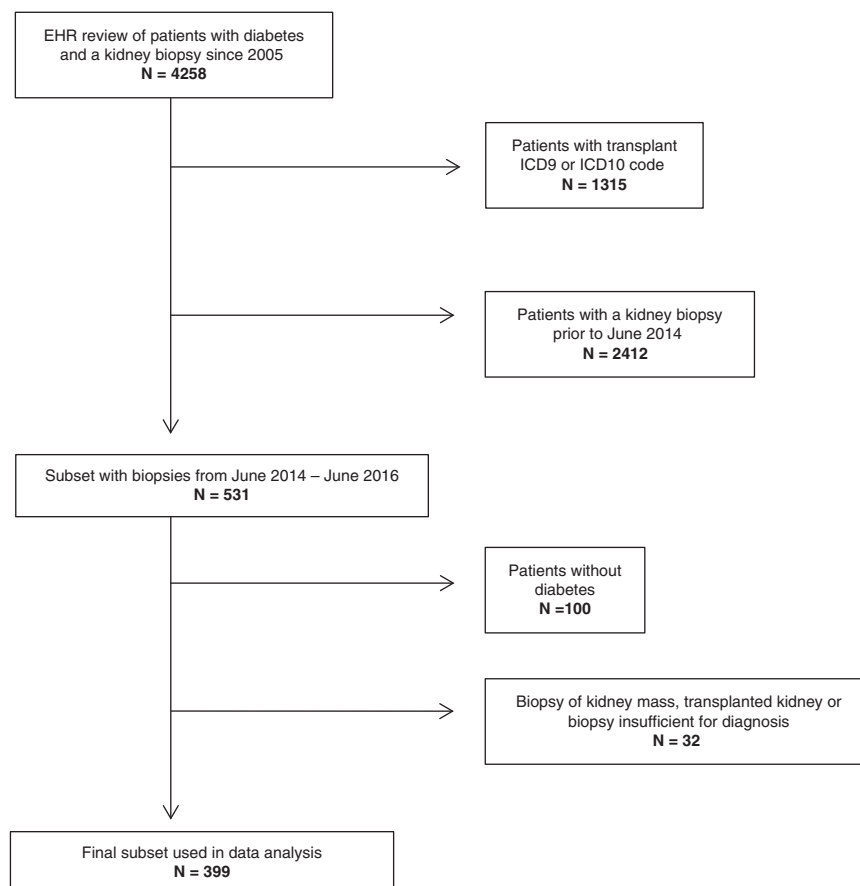 EHR review of patients with diabetes
and a kidney biopsy since 2005
N = 4258
Patients with transplant
ICD9 or ICD10 code
N = 1315
Patients with a kidney biopsy
prior to June 2014
N = 2412
Subset with biopsies from June 2014 – June 2016
N = 531
Patients without
diabetes
N =100
Biopsy of kidney mass, transplanted kidney or
biopsy insufficient for diagnosis
N = 32
Final subset used in data analysis
N = 399